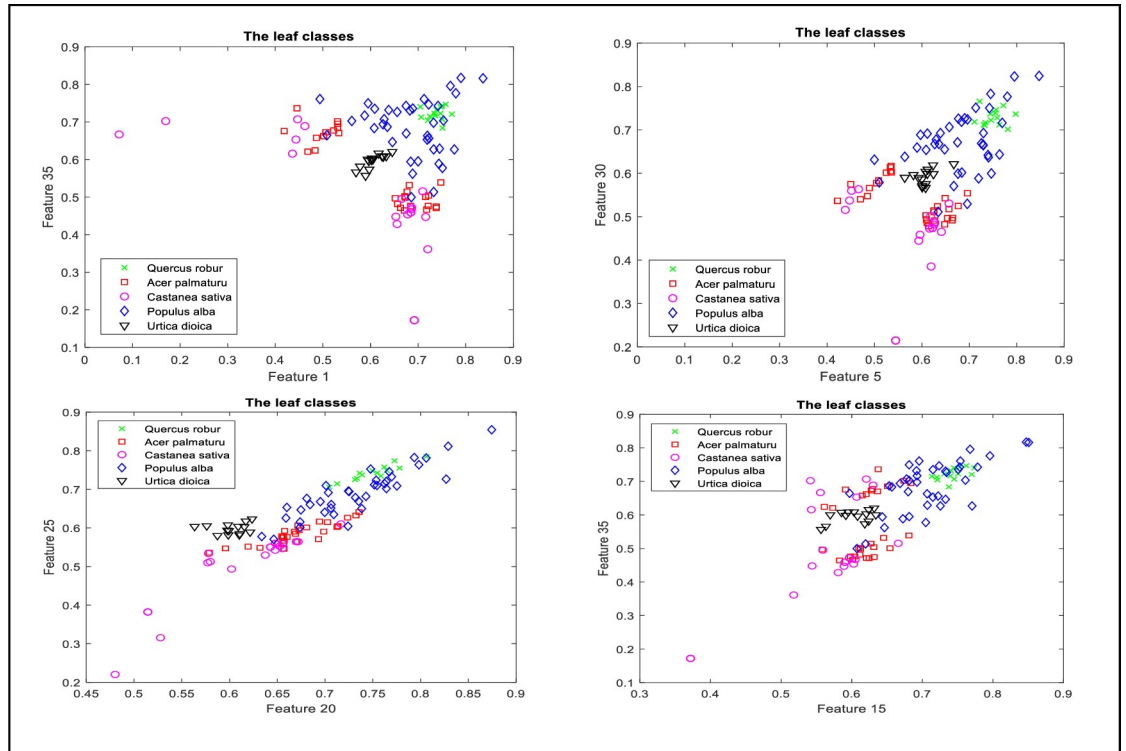 The leaf classes
0.9
0.8
0.7
0.6
0.5
0.4
0.3
0.2
0.1
Feature 35
Quercus robur
Acer palmaturu
Castanea sativa
Populus alba
Urtica dioica
0 0.1 0.2 0.3 0.4 0.5 0.6 0.7 0.8 0.9
Feature 1
The leaf classes
0.9
0.8
0.7
0.6
0.5
0.4
0.3
0.2
Feature 30
Quercus robur
Acer palmaturu
Castanea sativa
Populus alba
Urtica dioica
0 0.1 0.2 0.3 0.4 0.5 0.6 0.7 0.8 0.9
Feature 5
The leaf classes
0.9
0.8
0.7
0.6
0.5
0.4
0.3
0.2
Feature 25
Quercus robur
Acer palmaturu
Castanea sativa
Populus alba
Urtica dioica
0.45 0.5 0.55 0.6 0.65 0.7 0.75 0.8 0.85 0.9
Feature 20
The leaf classes
0.9
0.8
0.7
0.6
0.5
0.4
0.3
0.2
0.1
Feature 35
Quercus robur
Acer palmaturu
Castanea sativa
Populus alba
Urtica dioica
0.3 0.4 0.5 0.6 0.7 0.8 0.9
Feature 15